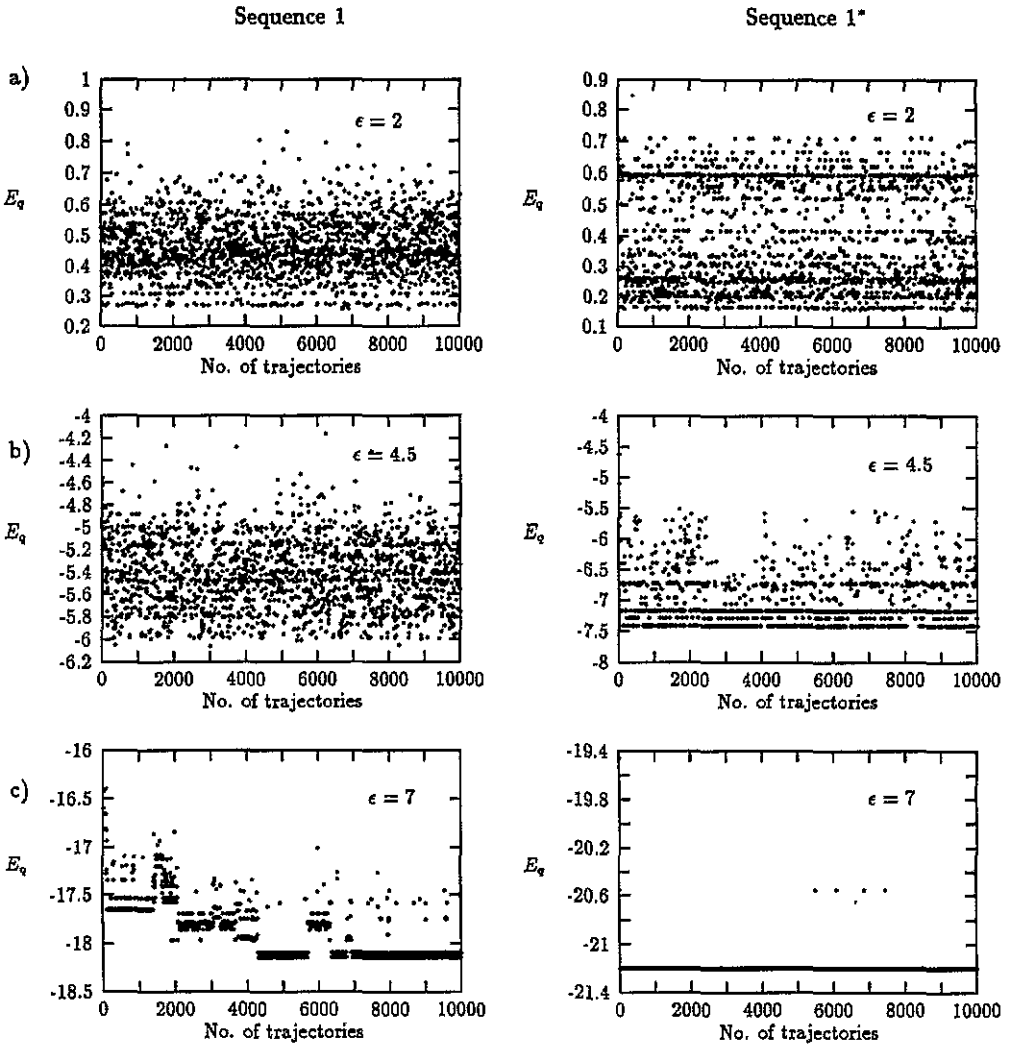 Sequence 1
Sequence 1*
a)
1
0.9
0.8
0.7
0.6
0.5
0.4
0.3
0.2
E_q
ϵ = 2
0 2000 4000 6000 8000 10000
No. of trajectories
0.9
0.8
0.7
0.6
0.5
0.4
0.3
0.2
0.1
E_q
ϵ = 2
0 2000 4000 6000 8000 10000
No. of trajectories
b)
-4
-4.2
-4.4
-4.6
-4.8
-5
-5.2
-5.4
-5.6
-5.8
-6
-6.2
E_q
ϵ = 4.5
0 2000 4000 6000 8000 10000
No. of trajectories
-4
-4.5
-5
-5.5
-6
-6.5
-7
-7.5
-8
E_q
ϵ = 4.5
0 2000 4000 6000 8000 10000
No. of trajectories
c)
-16
-16.5
-17
-17.5
-18
-18.5
E_q
ϵ = 7
0 2000 4000 6000 8000 10000
No. of trajectories
-19.4
-19.8
-20.2
-20.6
-21
-21.4
E_q
ϵ = 7
0 2000 4000 6000 8000 10000
No. of trajectories